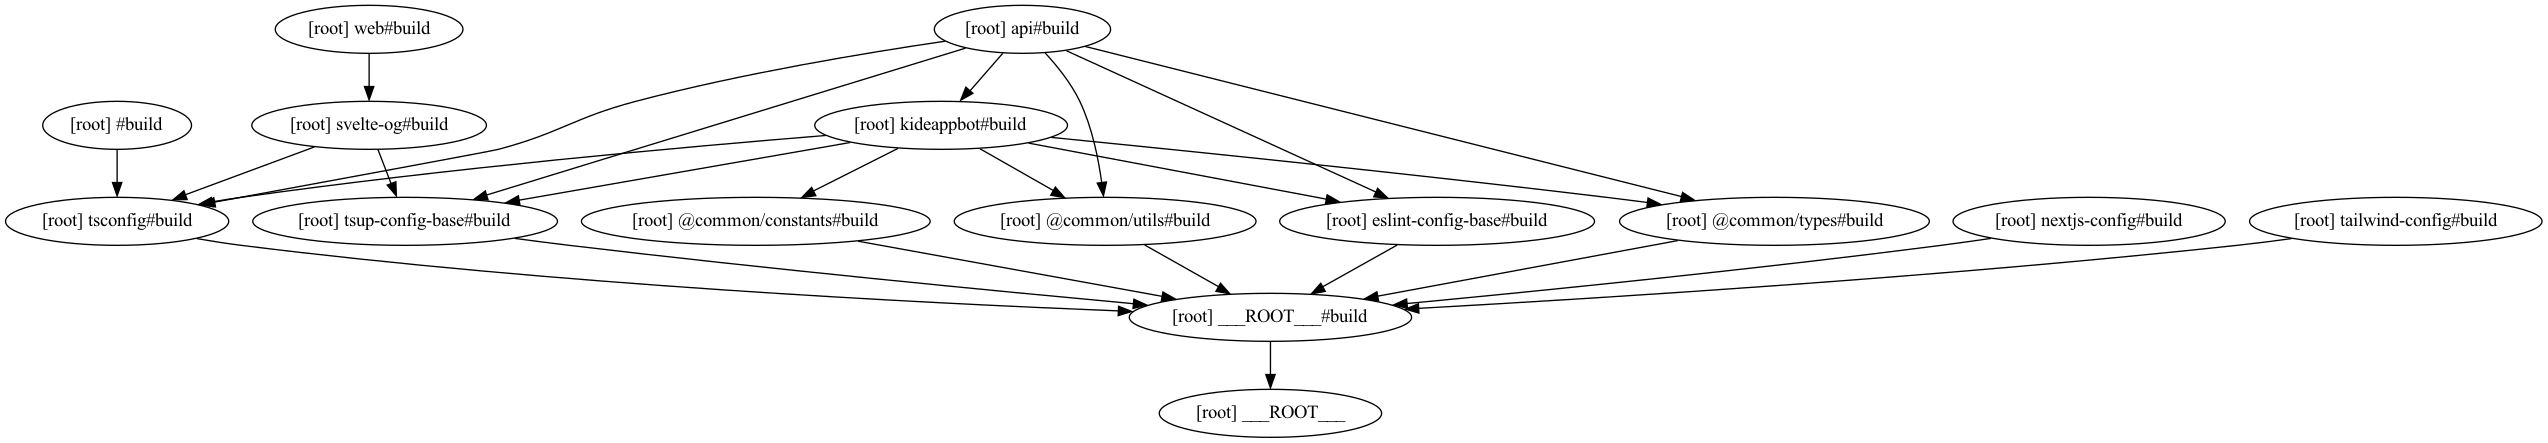 [root] web#build
[root] api#build
[root] #build
[root] svelte-og#build
[root] kideappbot#build
[root] tsconfig#build
[root] tsup-config-base#build
[root] @common/constants#build
[root] @common/utils#build
[root] eslint-config-base#build
[root] @common/types#build
[root] nextjs-config#build
[root] tailwind-config#build
[root] ___ROOT___#build
[root] ___ROOT___